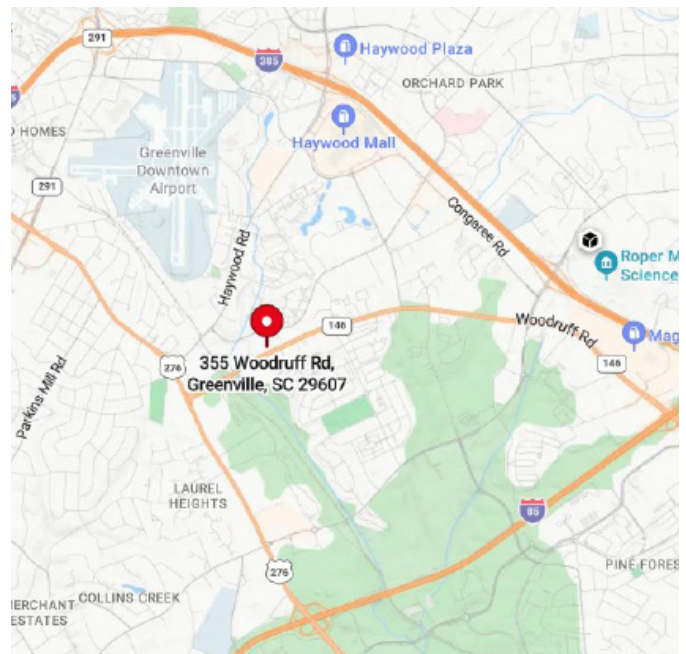 291
385
Haywood Plaza
ORCHARD PARK
HOMES
Haywood Mall
Greenville
Downtown
Airport
291
Haywood Rd
Congaree Rd
Roper
Science
146
Woodruff Rd
Mag
355 Woodruff Rd,
Greenville, SC 29607
276
146
Parkins Mill Rd
LAUREL
HEIGHTS
85
276
PINE FORES
COLLINS CREEK
ERCHANT
ESTATES